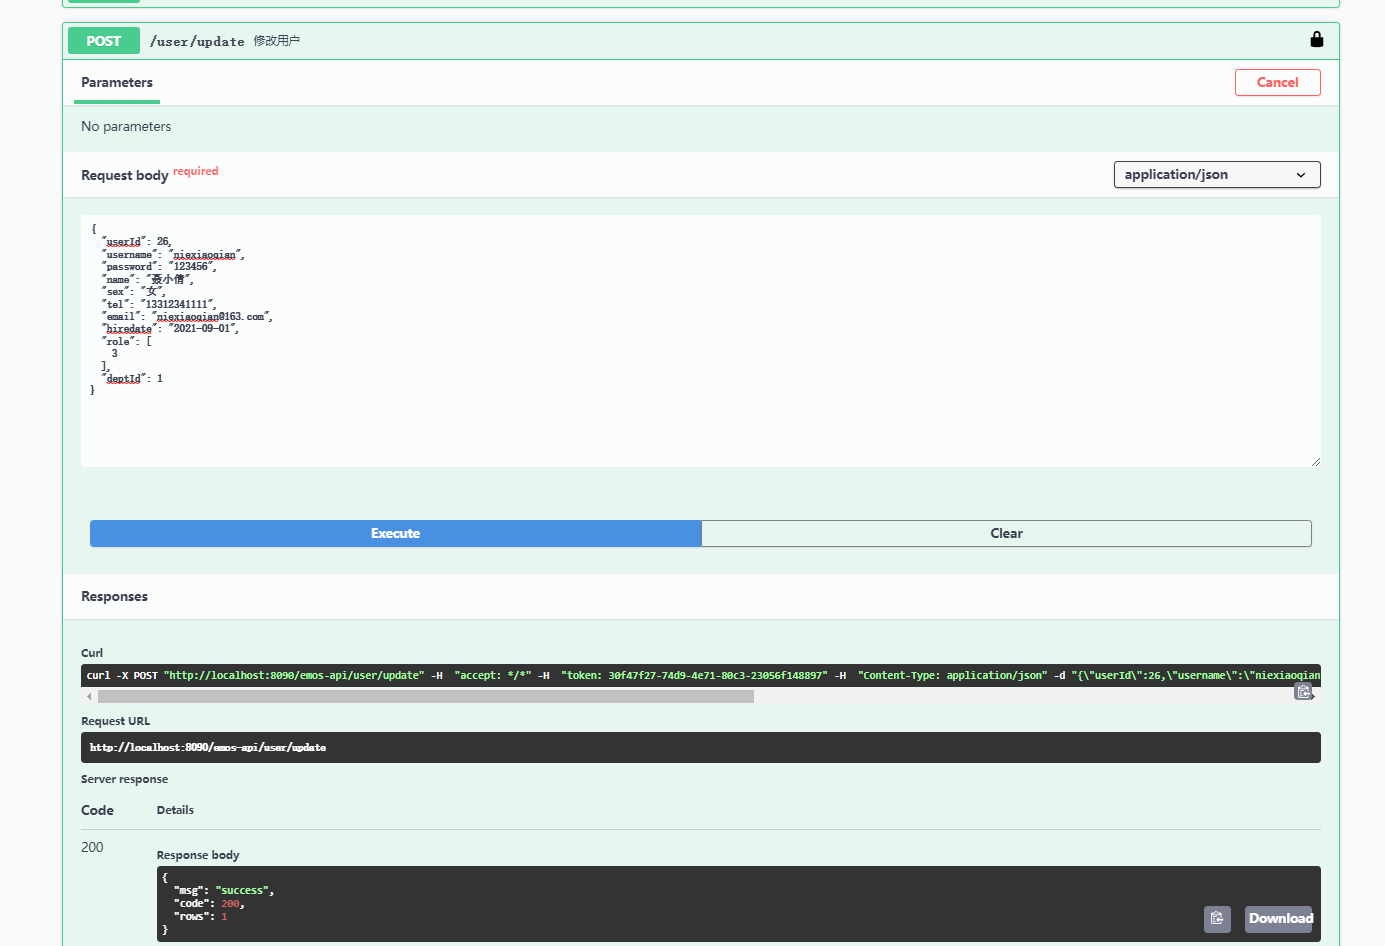 POST /user/update 修改用户
Parameters
Cancel
No parameters
Request body required
application/json
{
"userId": 26,
"username": "niexiaoqian",
"password": "123456",
"name": "聂小倩",
"sex": "女",
"tel": "13312341111",
"email": "niexiaoqian@163.com",
"hiredate": "2021-09-01",
"role": [
3
],
"deptId": 1
}
Execute
Clear
Responses
Curl
curl -X POST "http://localhost:8090/emos-api/user/update" -H  "accept: */*" -H  "token: 30f47f27-74d9-4e71-80c3-23056f148897" -H  "Content-Type: application/json" -d "{\"userId\":26,\"username\":\"niexiaoqian
Request URL
http://localhost:8090/emos-api/user/update
Server response
Code Details
200
Response body
{
"msg": "success",
"code": 200,
"rows": 1
}
Download